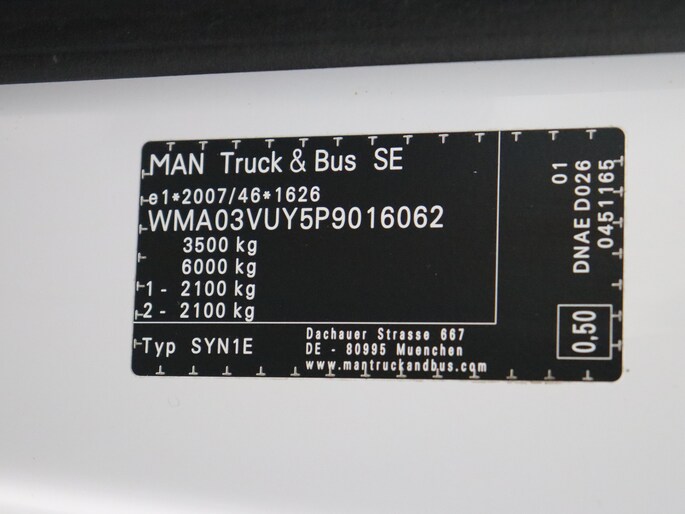 MAN Truck & Bus SE
e1*2007/46*1626
WMA03VUY5P9016062
3500 kg
6000 kg
1 - 2100 kg
2 - 2100 kg
Typ SYN1E
Dachauer Strasse 667
DE - 80995 Muenchen
www.mantruckandbus.com
01
DNAE D026
0451165
0,50